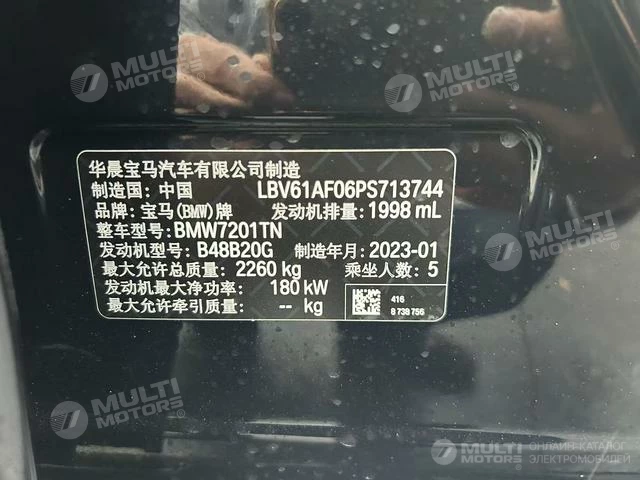 MULTI
MOTORS®
MULTI
MOTORS®
华晨宝马汽车有限公司制造
制造国: 中国 LBV61AF06PS713744
品牌: 宝马(BMW)牌 发动机排量: 1998 mL
整车型号: BMW7201TN
发动机型号: B48B20G 制造年月: 2023-01
最大允许总质量: 2260 kg 乘坐人数: 5
发动机最大净功率: 180 kW
最大允许牵引质量: -- kg
416
8 739 756
MULTI
MOTORS®
MULTI
MOTORS®
MULTI
MOTORS
ОНЛАЙН-КАТАЛОГ
ЭЛЕКТРОМОБИЛЕЙ